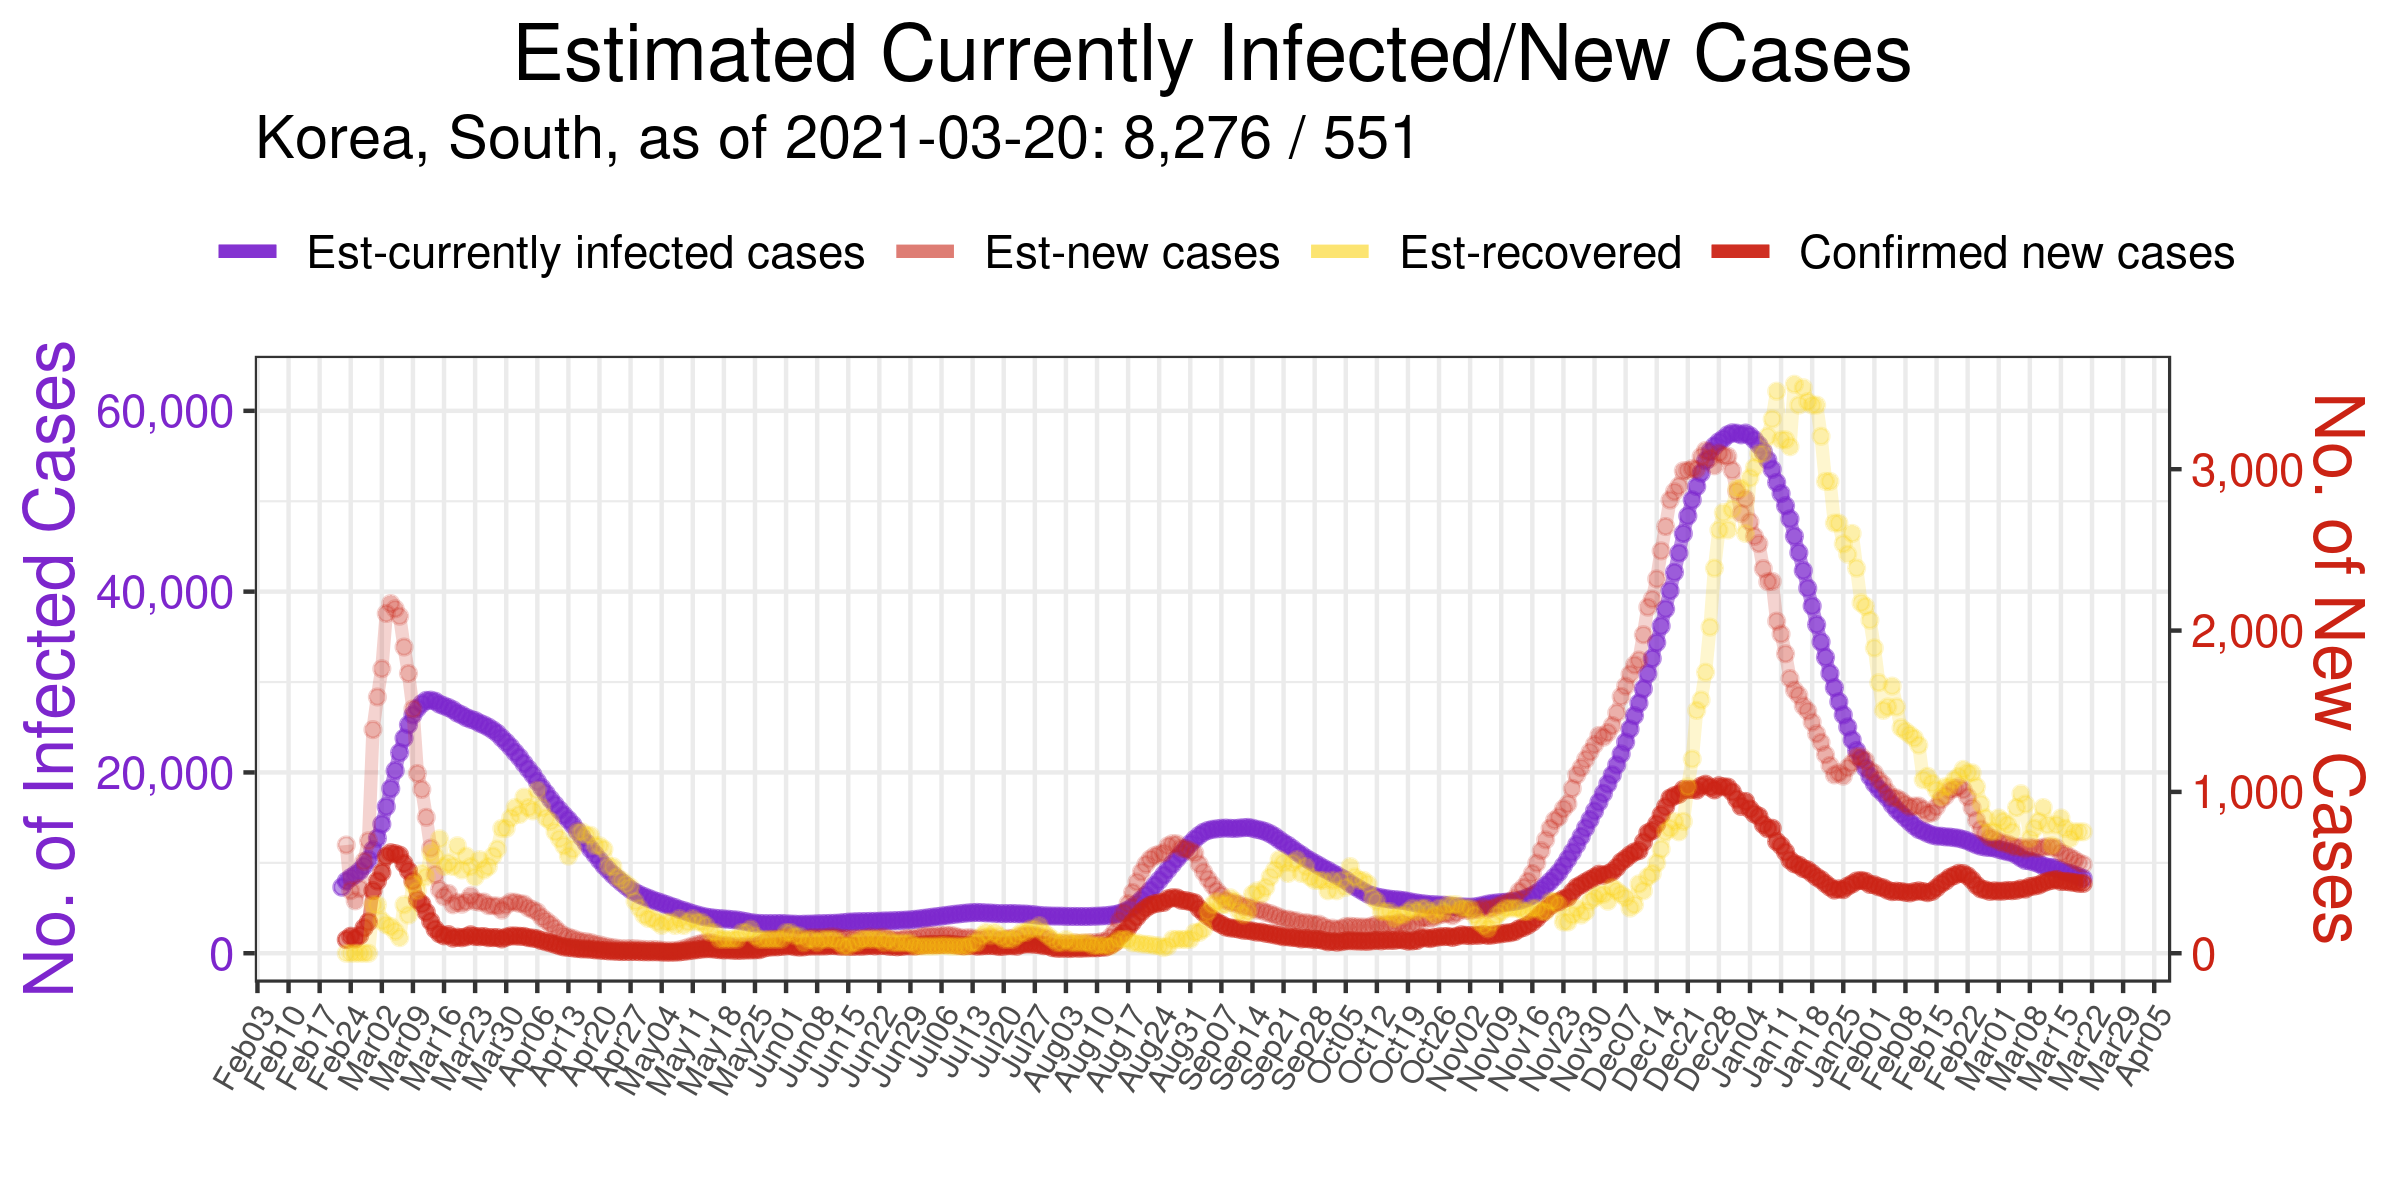 Estimated Currently Infected/New Cases
Korea, South, as of 2021-03-20: 8,276 / 551
Est-currently infected cases Est-new cases Est-recovered Confirmed new cases
No. of Infected Cases
60,000
40,000
20,000
0
3,000
2,000
1,000
0
No. of New Cases
Feb03 Feb10 Feb17 Feb24 Mar02 Mar09 Mar16 Mar23 Mar30 Apr06 Apr13 Apr20 Apr27 May04 May11 May18 May25 Jun01 Jun08 Jun15 Jun22 Jun29 Jul06 Jul13 Jul20 Jul27 Aug03 Aug10 Aug17 Aug24 Aug31 Sep07 Sep14 Sep21 Sep28 Oct05 Oct12 Oct19 Oct26 Nov02 Nov09 Nov16 Nov23 Nov30 Dec07 Dec14 Dec21 Dec28 Jan04 Jan11 Jan18 Jan25 Feb01 Feb08 Feb15 Feb22 Mar01 Mar08 Mar15 Mar22 Mar29 Apr05